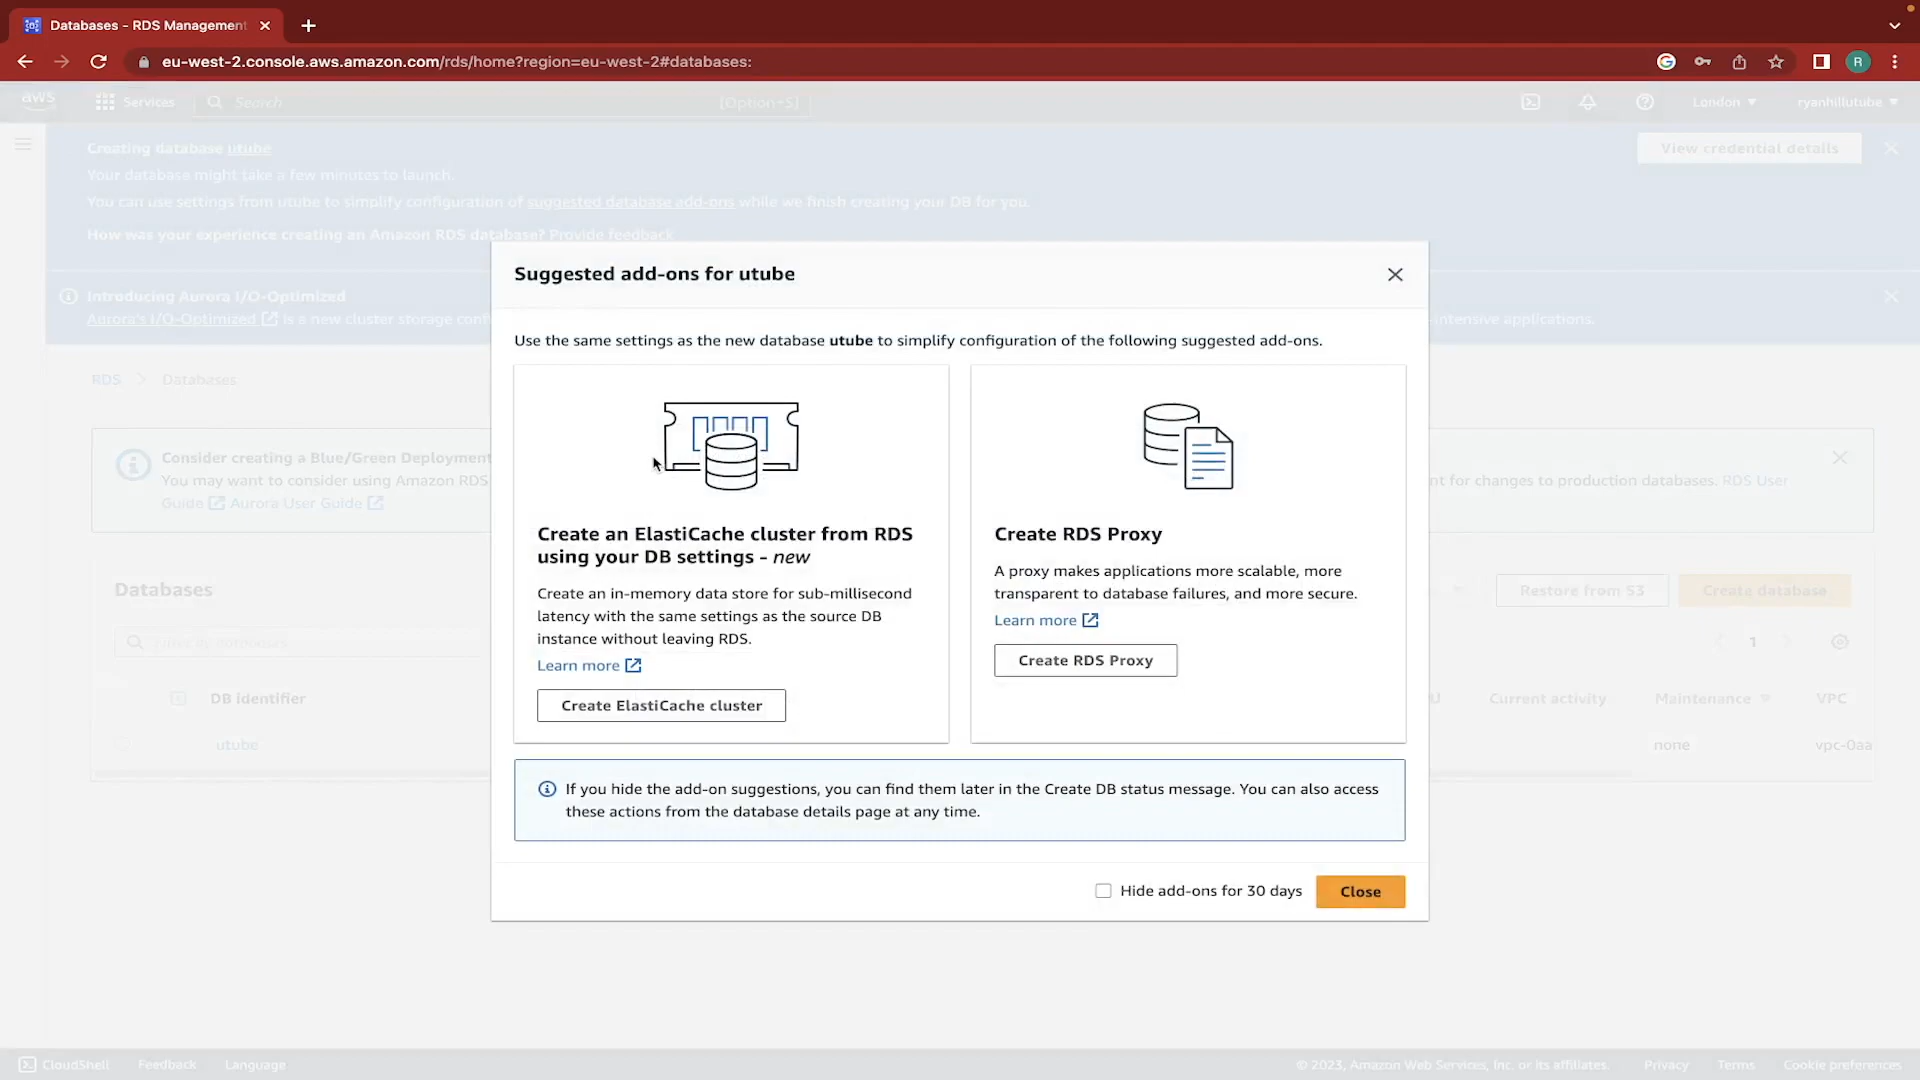 Databases - RDS Management
eu-west-2.console.aws.amazon.com/rds/home?region=eu-west-2#databases:
R
aws
Services
Search
[Option+S]
London
ryanhillutube
Creating database utube
View credential details
Your database might take a few minutes to launch.
You can use settings from utube to simplify configuration of suggested database add-ons while we finish creating your DB for you.
How was your experience creating an Amazon RDS database? Provide feedback
Suggested add-ons for utube
Introducing Aurora I/O-Optimized
Aurora's I/O-Optimized is a new cluster storage conf
-intensive applications.
Use the same settings as the new database utube to simplify configuration of the following suggested add-ons.
RDS Databases
Consider creating a Blue/Green Deployment
You may want to consider using Amazon RDS
nt for changes to production databases. RDS User
Guide Aurora User Guide
Create an ElastiCache cluster from RDS
using your DB settings - new
Create an in-memory data store for sub-millisecond
latency with the same settings as the source DB
instance without leaving RDS.
Learn more
Create ElastiCache cluster
Create RDS Proxy
A proxy makes applications more scalable, more
transparent to database failures, and more secure.
Learn more
Create RDS Proxy
Databases
Restore from S3
Create database
Filter by databases
1
DB identifier
U
Current activity
Maintenance
VPC
utube
none
vpc-0aa
If you hide the add-on suggestions, you can find them later in the Create DB status message. You can also access
these actions from the database details page at any time.
Hide add-ons for 30 days
Close
CloudShell
Feedback
Language
© 2023, Amazon Web Services, Inc. or its affiliates.
Privacy
Terms
Cookie preferences